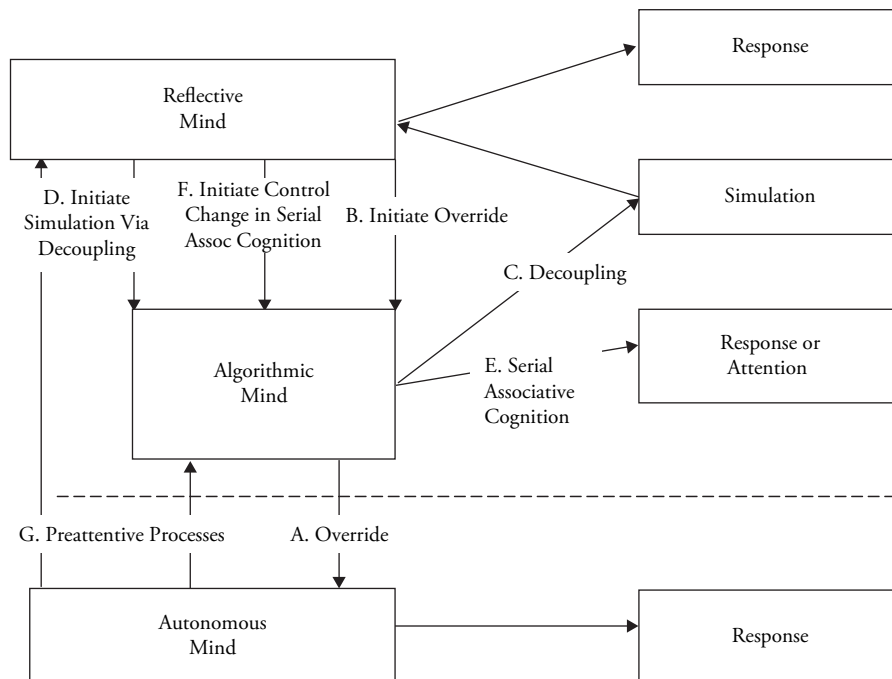 Response
Reflective
Mind
D. Initiate
Simulation Via
Decoupling
F. Initiate Control
Change in Serial
Assoc Cognition
B. Initiate Override
Simulation
C. Decoupling
Algorithmic
Mind
E. Serial
Associative
Cognition
Response or
Attention
G. Preattentive Processes
A. Override
Autonomous
Mind
Response